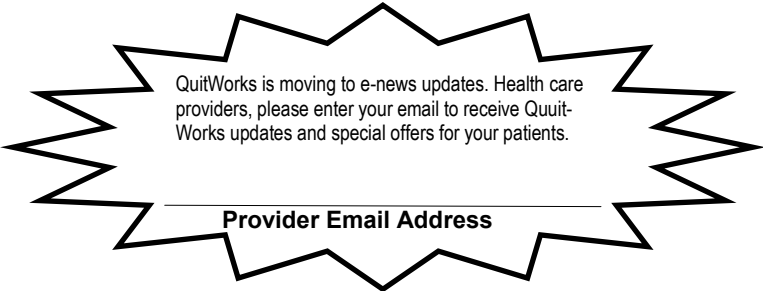 QuitWorks is moving to e-news updates. Health care
providers, please enter your email to receive Quuit-
Works updates and special offers for your patients.
Provider Email Address